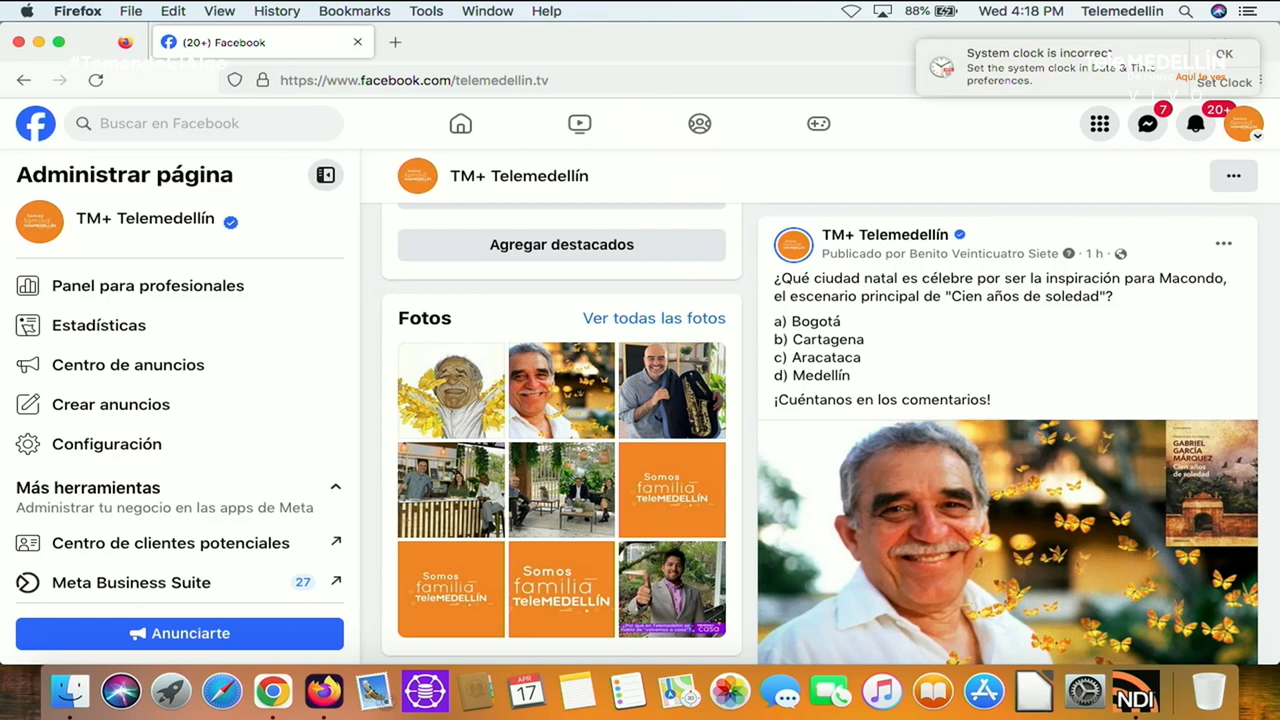 Firefox File Edit View History Bookmarks Tools Window Help
88% Wed 4:18 PM Telemedellin
(20+) Facebook
https://www.facebook.com/telemedellin.tv
System clock is incorrect
Set the system clock in Date & Time
preferences.
OK
Set Clock
TeleMEDELLÍN
Aquí te ves
VIVO
Buscar en Facebook
7
20+
Administrar página
TM+ Telemedellín
Panel para profesionales
Estadísticas
Centro de anuncios
Crear anuncios
Configuración
Más herramientas
Administrar tu negocio en las apps de Meta
Centro de clientes potenciales
Meta Business Suite 27
Anunciarte
TM+ Telemedellín
Agregar destacados
Fotos
Ver todas las fotos
Somos
familia
TeleMEDELLÍN
Somos
familia
TeleMEDELLÍN
Somos
familia
TeleMEDELLÍN
casa
TM+ Telemedellín
Publicado por Benito Veinticuatro Siete · 1 h ·
¿Qué ciudad natal es célebre por ser la inspiración para Macondo,
el escenario principal de "Cien años de soledad"?
a) Bogotá
b) Cartagena
c) Aracataca
d) Medellín
¡Cuéntanos en los comentarios!
GABRIEL
GARCÍA
MÁRQUEZ
Cien años
de soledad
APR
17
NDI